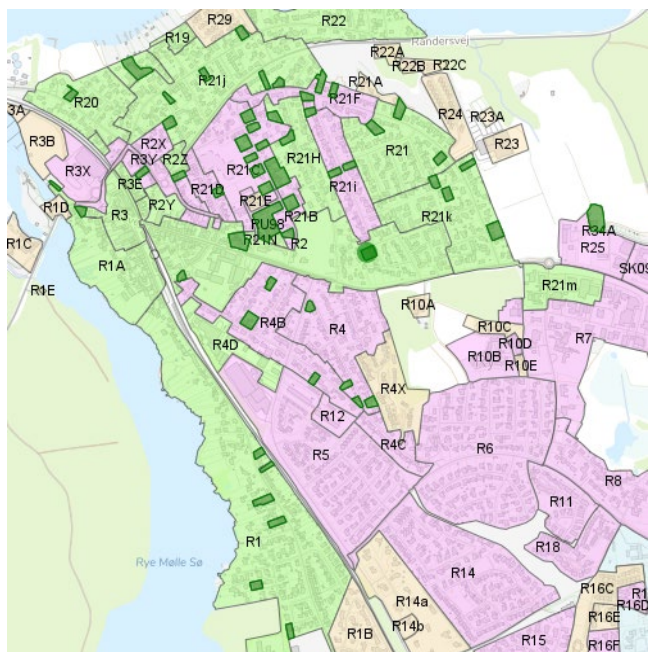 R29
R22
R19
Randersvej
R22A
R22B
R22C
R21j
R21A
R20
R21F
R24
3A
R23A
R3B
R2X
R21
R23
R3Y
R21H
R3X
R2Z
R21C
R3E
R21D
R21i
R21E
R1D
R2Y
R21B
R3
R21k
RU98
R34A
R21N
R2
R25
R1C
R1A
SK09
R1E
R21m
R10A
R4B
R4
R10C
R7
R4D
R10D
R10B
R10E
R4X
R12
R4C
R5
R6
R8
R11
R1
R18
Rye Mølle Sø
R14
R16C
R14a
R16D
R14b
R16E
R1B
R15
R16F